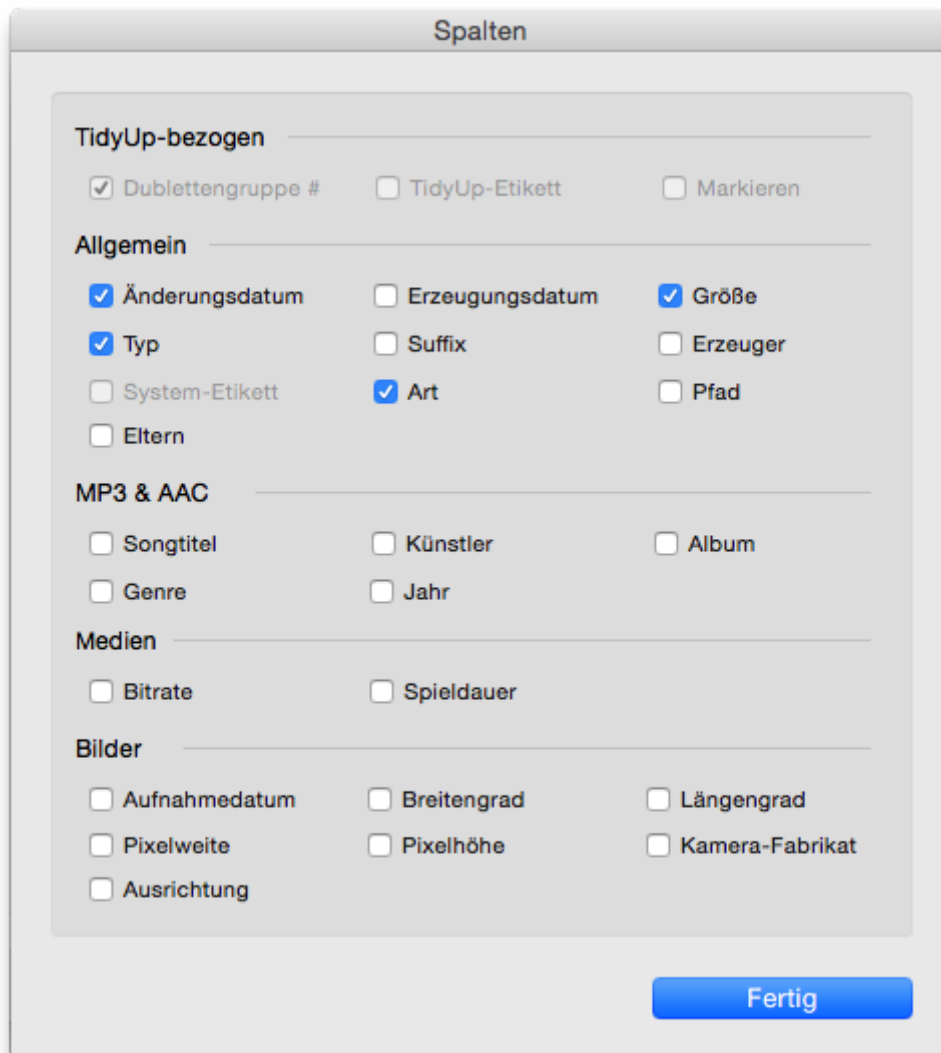 Spalten
TidyUp-bezogen
Dublettengruppe # TidyUp-Etikett Markieren
Allgemein
Änderungsdatum Erzeugungsdatum Größe
Typ Suffix Erzeuger
System-Etikett Art Pfad
Eltern
MP3 & AAC
Songtitel Künstler Album
Genre Jahr
Medien
Bitrate Spieldauer
Bilder
Aufnahmedatum Breitengrad Längengrad
Pixelweite Pixelhöhe Kamera-Fabrikat
Ausrichtung
Fertig